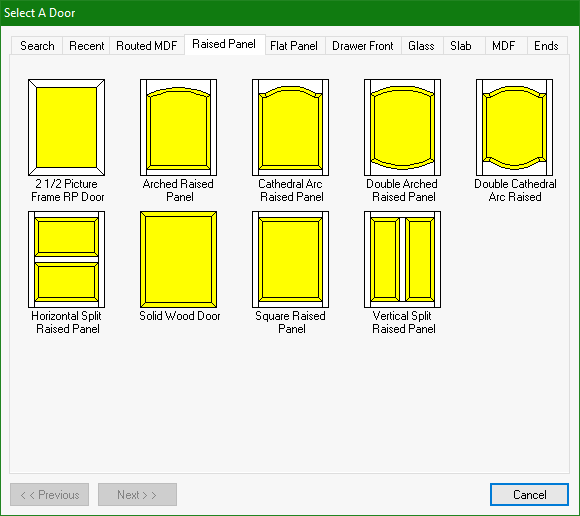 Select A Door
Search Recent Routed MDF Raised Panel Flat Panel Drawer Front Glass Slab MDF Ends
2 1/2 Picture
Frame RP Door
Arched Raised
Panel
Cathedral Arc
Raised Panel
Double Arched
Raised Panel
Double Cathedral
Arc Raised
Horizontal Split
Raised Panel
Solid Wood Door
Square Raised
Panel
Vertical Split
Raised Panel
< < Previous Next > > Cancel